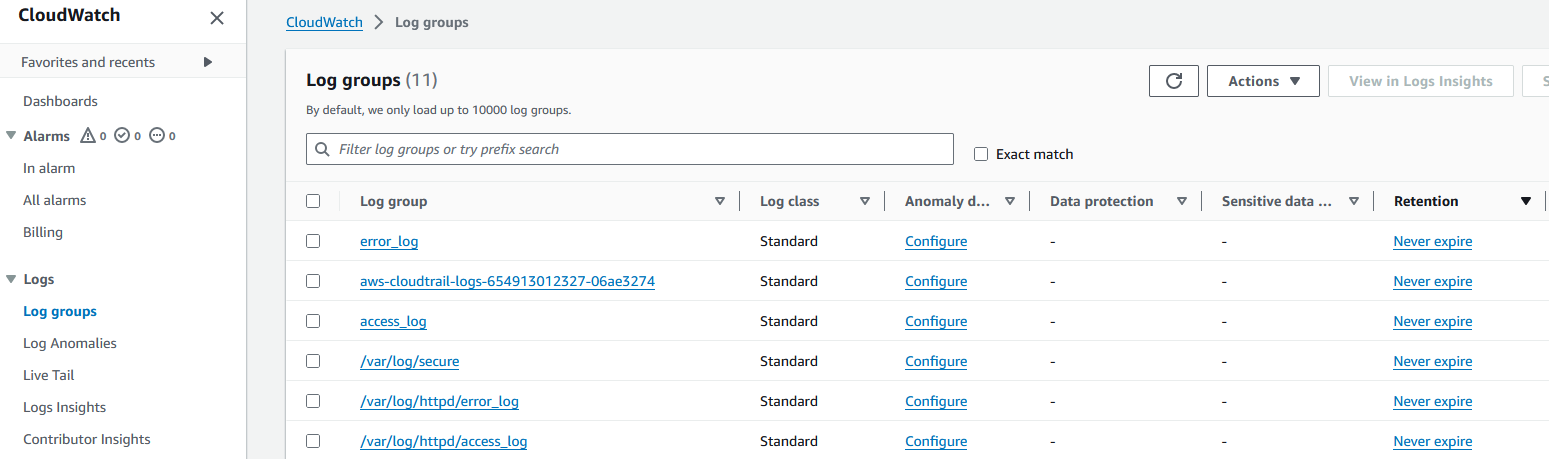 CloudWatch
CloudWatch > Log groups
Favorites and recents
Dashboards
Alarms 0 0 0
In alarm
All alarms
Billing
Logs
Log groups
Log Anomalies
Live Tail
Logs Insights
Contributor Insights
Log groups (11)
Actions
View in Logs Insights
S
By default, we only load up to 10000 log groups.
Filter log groups or try prefix search
Exact match
Log group Log class Anomaly d... Data protection Sensitive data ... Retention
error_log Standard Configure - - Never expire
aws-cloudtrail-logs-654913012327-06ae3274 Standard Configure - - Never expire
access_log Standard Configure - - Never expire
/var/log/secure Standard Configure - - Never expire
/var/log/httpd/error_log Standard Configure - - Never expire
/var/log/httpd/access_log Standard Configure - - Never expire